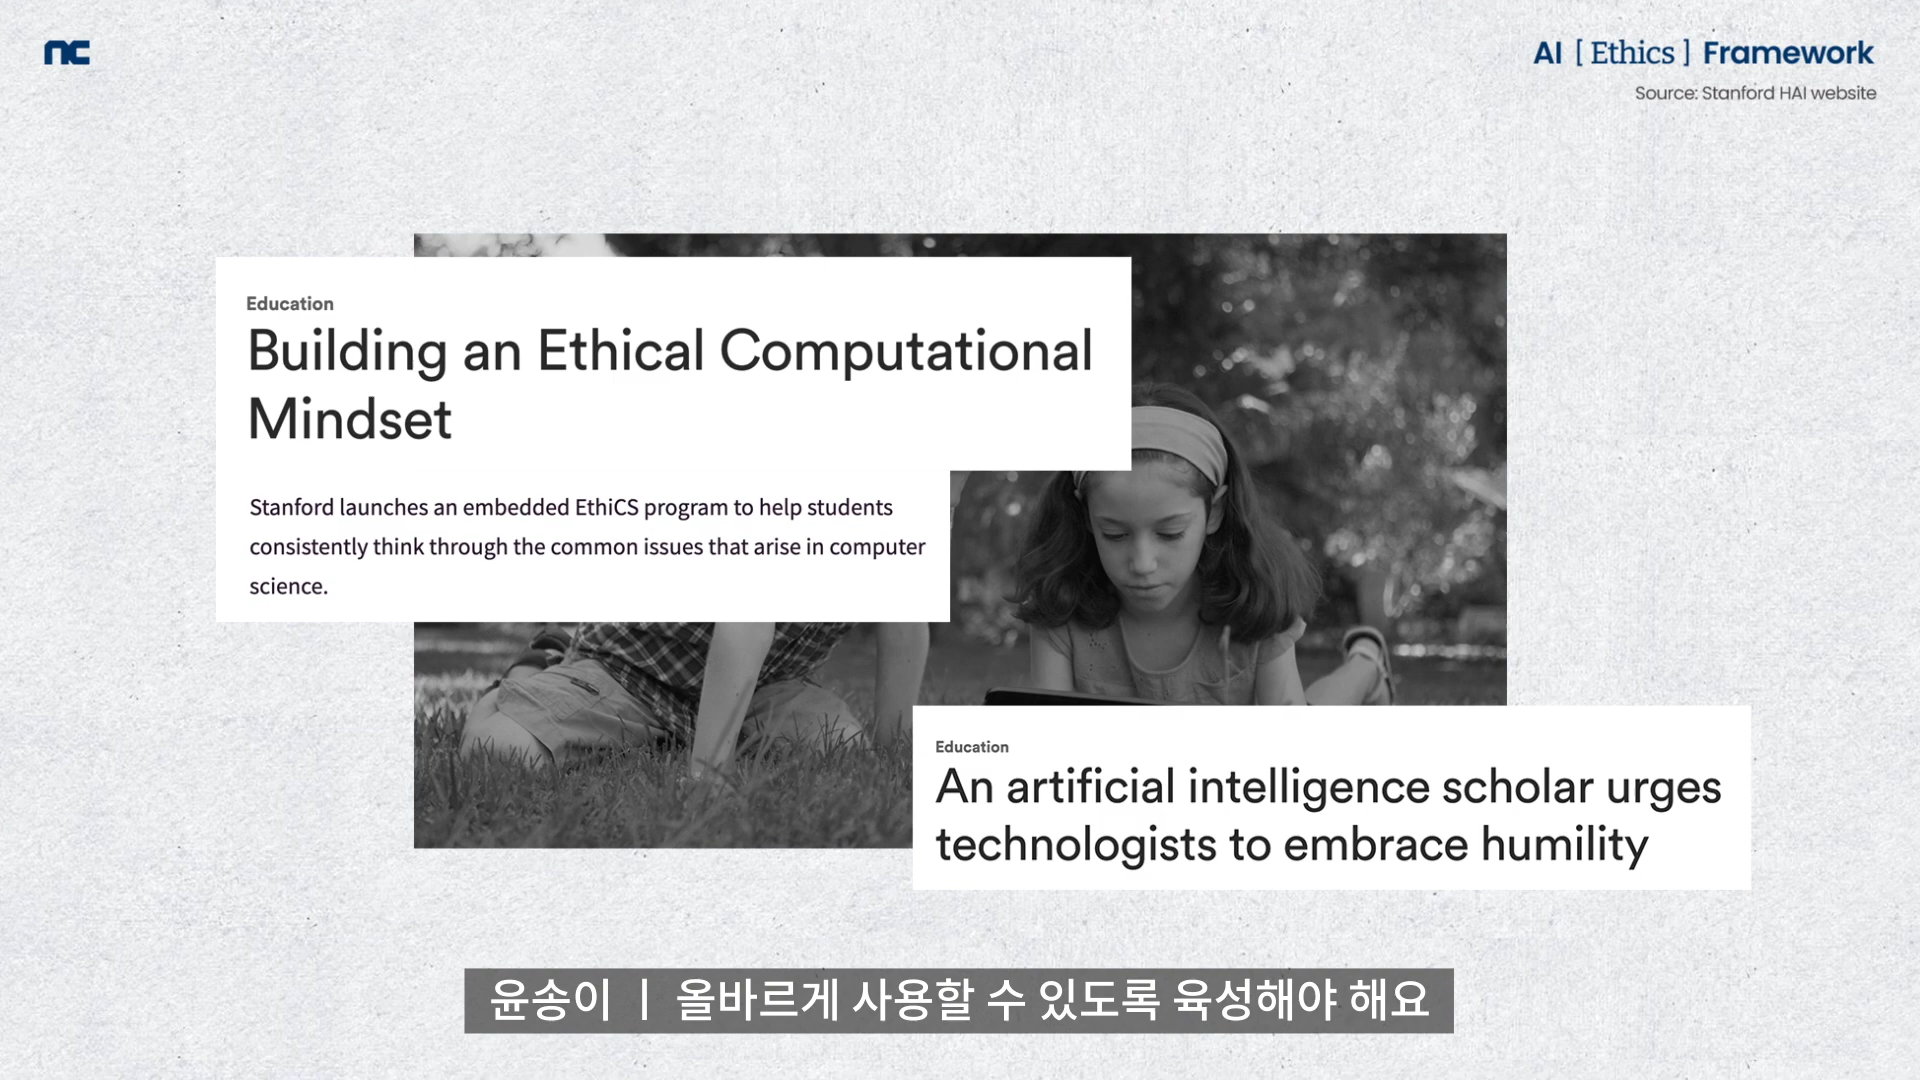 nc
AI [ Ethics ] Framework
Source: Stanford HAI website
Education
Building an Ethical Computational
Mindset
Stanford launches an embedded EthiCS program to help students
consistently think through the common issues that arise in computer
science.
Education
An artificial intelligence scholar urges
technologists to embrace humility
윤송이 ㅣ 올바르게 사용할 수 있도록 육성해야 해요